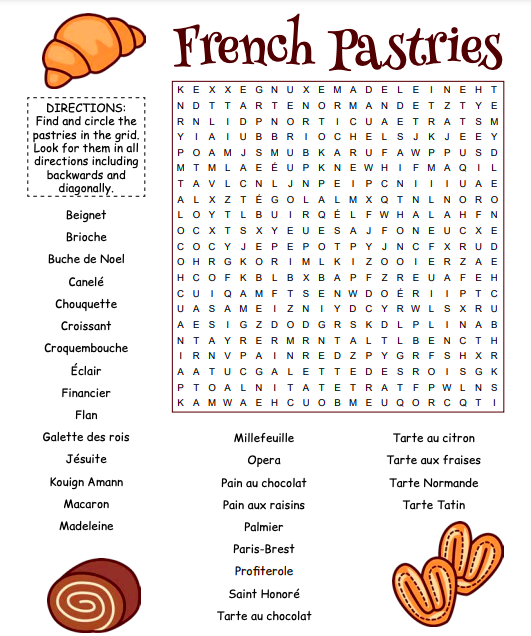 French Pastries
DIRECTIONS:
Find and circle the
pastries in the grid.
Look for them in all
directions including
backwards and
diagonally.
K E X X E G N U X E M A D E L E I N E H T
N D T T A R T E N O R M A N D E T Z T Y E
R N L I D P N O R T I C U A E T R A T S M
Y I A I U B B R I O C H E L S J K J E E Y
P O A M J S M U B K A R U F A W P P U S D
M T M L A E É U P K N E W H I F M A Q I L
T A V L C N L J N P E I P C N I I I U A E
A L X Z T É G O L A L M X Q T N L N O R O
L O Y T L B U I R Q É L F W H A L A H F N
O C X T S X Y E U E S A J F O N E U C X E
C O C Y J E P E P O T P Y J N C F X R U D
O H R G K O R I M L K I Z O O I E R Z A E
H C O F K B L B X B A P F Z R E U A F E H
C U I Q A M F T S E N W D O É R I I P T C
U A S A M E I Z N I Y D C Y R W L S X R U
A E S I G Z D O D G R S K D L P L I N A B
N T A Y R E R M R N T A L T L B E N C T H
I R N V P A I N R E D Z P Y G R F S H X R
A A T U C G A L E T T E D E S R O I S G K
P T O A L N I T A T E T R A T F P W L N S
K A M W A E H C U O B M E U Q O R C Q T I
Beignet
Brioche
Buche de Noel
Canelé
Chouquette
Croissant
Croquembouche
Éclair
Financier
Flan
Galette des rois
Jésuite
Kouign Amann
Macaron
Madeleine
Millefeuille
Opera
Pain au chocolat
Pain aux raisins
Palmier
Paris-Brest
Profiterole
Saint Honoré
Tarte au chocolat
Tarte au citron
Tarte aux fraises
Tarte Normande
Tarte Tatin